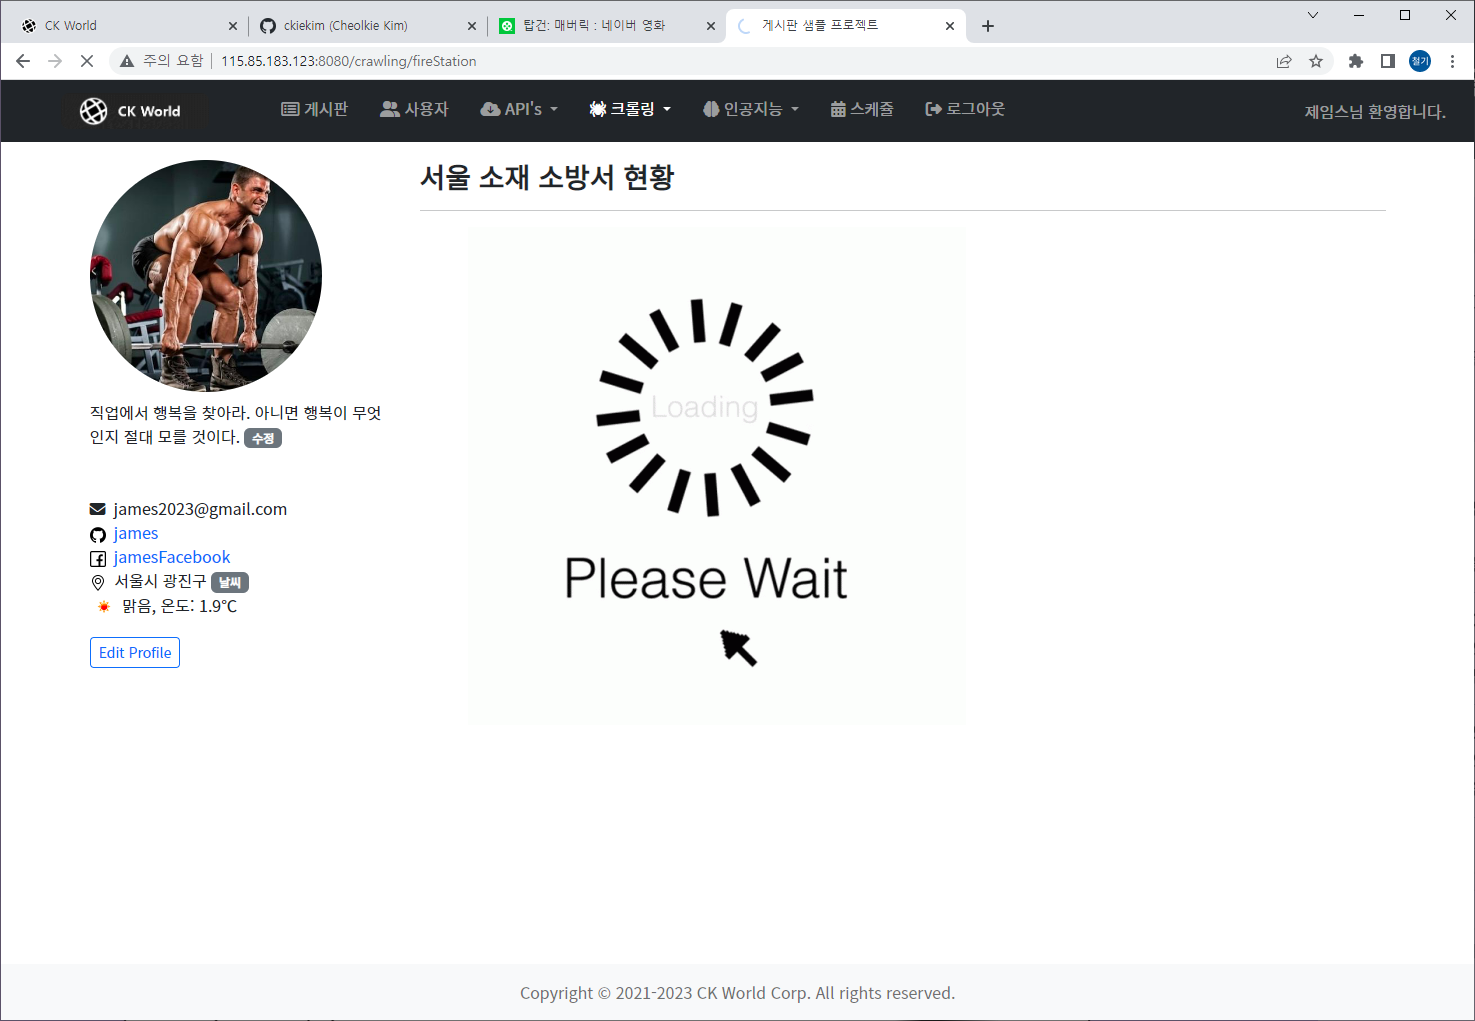 CK World
ckiekim (Cheolkie Kim)
탑건: 매버릭 : 네이버 영화
게시판 샘플 프로젝트
주의 요함
115.85.183.123:8080/crawling/fireStation
철기
CK World
게시판
사용자
API's
크롤링
인공지능
스케쥴
로그아웃
제임스님 환영합니다.
서울 소재 소방서 현황
직업에서 행복을 찾아라. 아니면 행복이 무엇
인지 절대 모를 것이다. 수정
james2023@gmail.com
james
jamesFacebook
서울시 광진구 날씨
맑음, 온도: 1.9℃
Edit Profile
Loading
Please Wait
Copyright © 2021-2023 CK World Corp. All rights reserved.